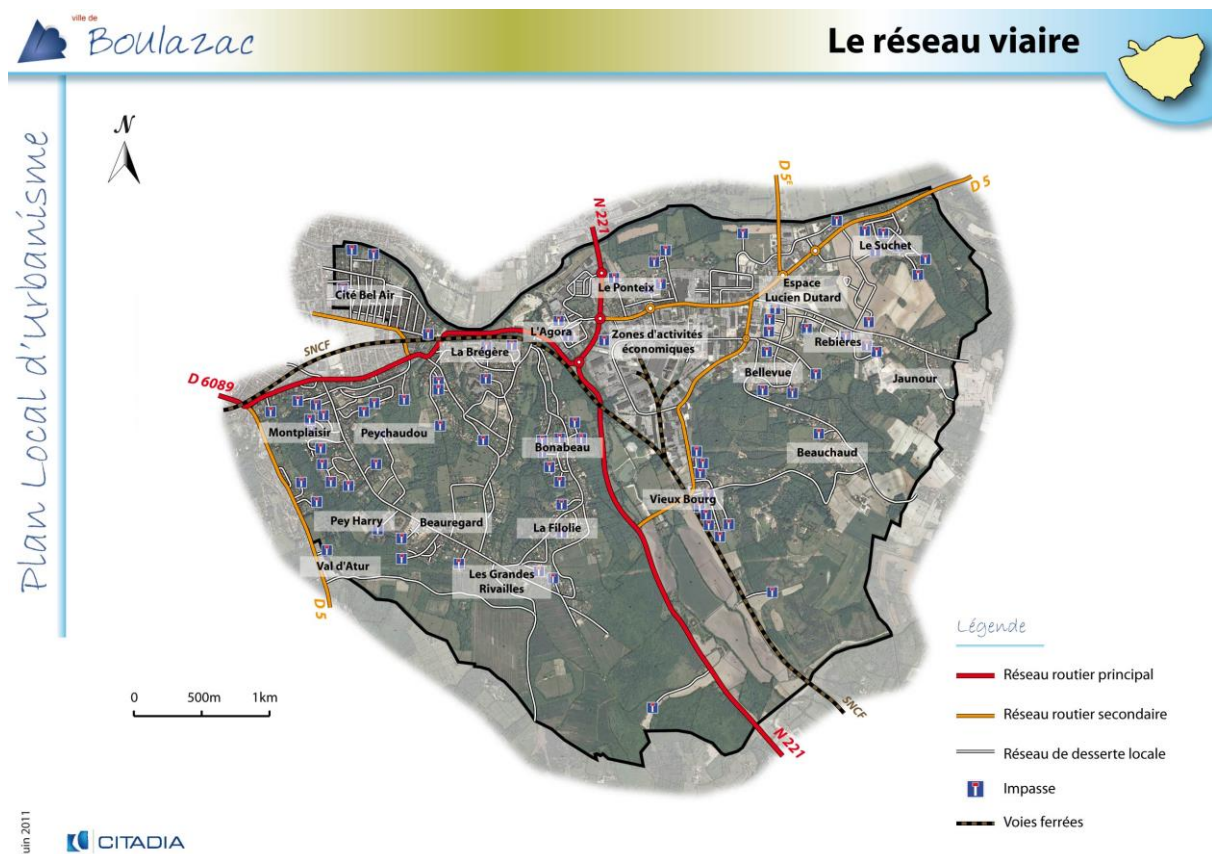 ville de
Boulazac
Le réseau viaire
Plan Local d'Urbanisme
N
D 5ᴱ
D 5
N 221
Le Suchet
Le Ponteix
Espace
Lucien Dutard
Cité Bel Air
L'Agora
Zones d'activités
économiques
Rebières
SNCF
La Brégère
Bellevue
Jaunour
D 6089
Montplaisir
Peychaudou
Bonabeau
Beauchaud
Vieux Bourg
Pey Harry
Beauregard
La Filolie
Val d'Atur
Les Grandes
Rivailles
D 5
SNCF
N 221
0 500m 1km
Légende
Réseau routier principal
Réseau routier secondaire
Réseau de desserte locale
Impasse
Voies ferrées
uin 2011
CITADIA